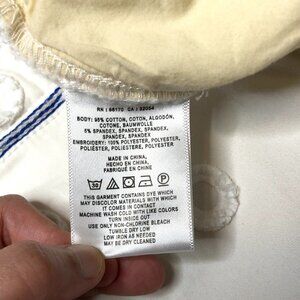 RN : 66170 CA : 32054
BODY: 95% COTTON, COTON, ALGODÓN,
COTONE, BAUMWOLLE
5% SPANDEX, SPANDEX, SPANDEX,
SPANDEX, SPANDEX
EMBROIDERY: 100% POLYESTER, POLYESTER,
POLIÉSTER, POLIESTERE, POLYESTER
MADE IN CHINA,
HECHO EN CHINA,
FABRIQUÉ EN CHINE
30
P
THIS GARMENT CONTAINS DYE WHICH
MAY DISCOLOR MATERIALS WITH WHICH
IT COMES IN CONTACT
MACHINE WASH COLD WITH LIKE COLORS
TURN INSIDE OUT
USE ONLY NON-CHLORINE BLEACH
TUMBLE DRY LOW
LOW IRON AS NEEDED
MAY BE DRY CLEANED